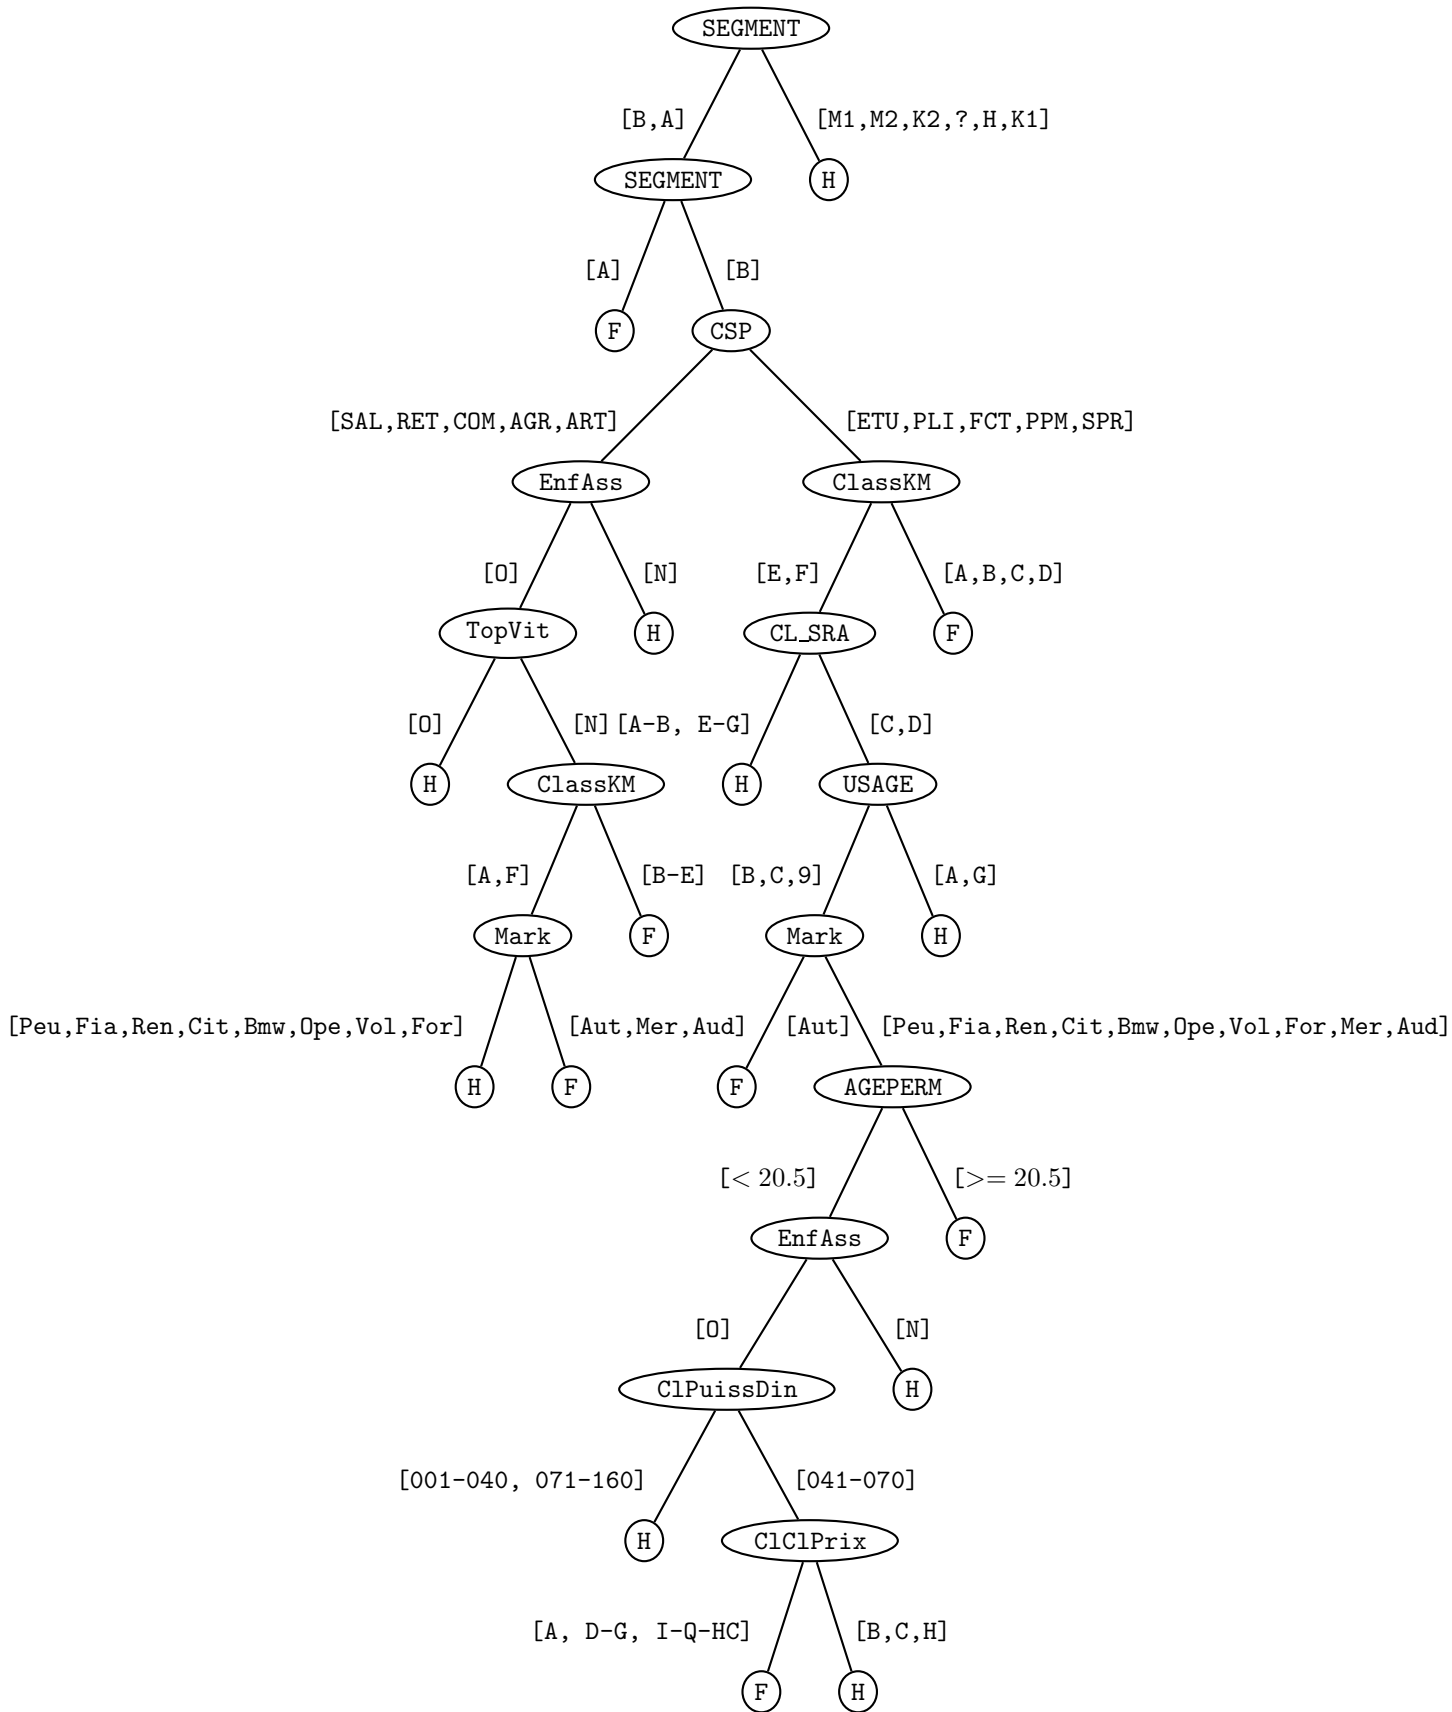 SEGMENT
[B,A] [M1,M2,K2,?,H,K1]
SEGMENT H
[A] [B]
F CSP
[SAL,RET,COM,AGR,ART] [ETU,PLI,FCT,PPM,SPR]
EnfAss ClassKM
[O] [N] [E,F] [A,B,C,D]
TopVit H CL_SRA F
[O] [N] [A-B, E-G] [C,D]
H ClassKM H USAGE
[A,F] [B-E] [B,C,9] [A,G]
Mark F Mark H
[Peu,Fia,Ren,Cit,Bmw,Ope,Vol,For] [Aut,Mer,Aud] [Aut] [Peu,Fia,Ren,Cit,Bmw,Ope,Vol,For,Mer,Aud]
H F F AGEPERM
[< 20.5] [>= 20.5]
EnfAss F
[O] [N]
ClPuissDin H
[001-040, 071-160] [041-070]
H ClClPrix
[A, D-G, I-Q-HC] [B,C,H]
F H